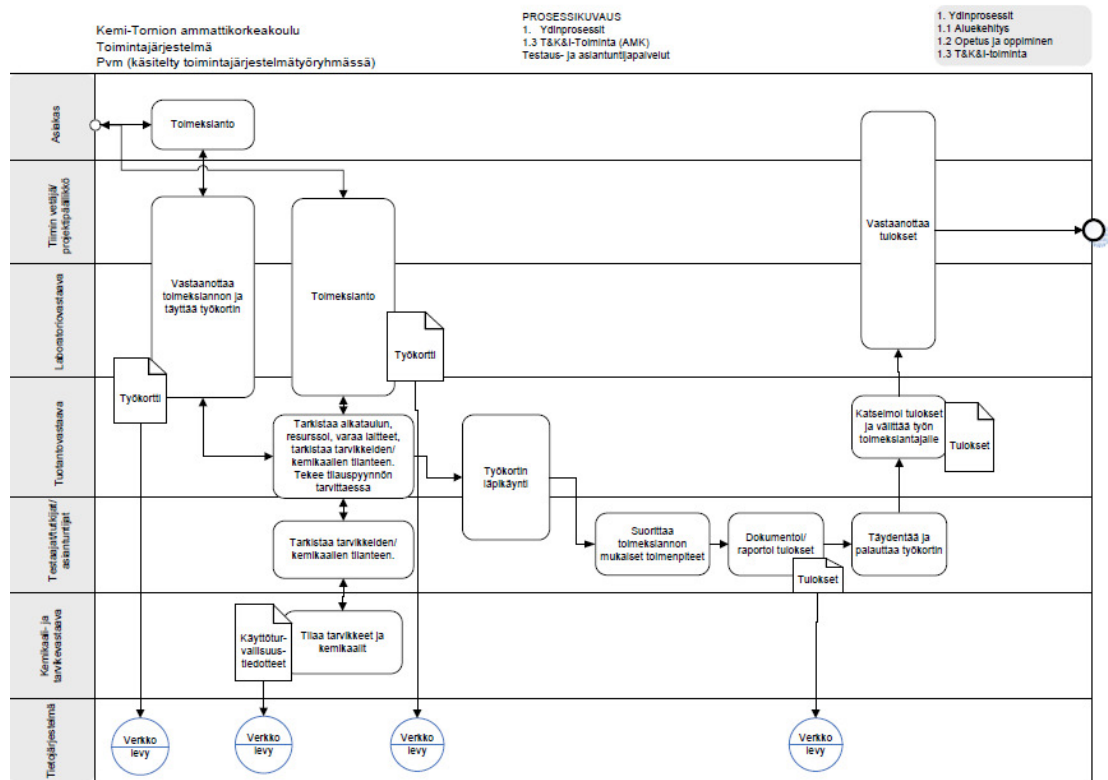 Kemi-Tornion ammattikorkeakoulu
Toimintajärjestelmä
Pvm (käsitelty toimintajärjestelmätyöryhmässä)
PROSESSIKUVAUS
1. Ydinprosessit
1.3 T&K&I-Toiminta (AMK)
Testaus- ja asiantuntijapalvelut
1. Ydinprosessit
1.1 Aluekehitys
1.2 Opetus ja oppiminen
1.3 T&K&I-toiminta
Asiakas
Toimeksianto
Tiimin vetäjä/
projektipäällikkö
Vastaanottaa
toimeksiannon ja
täyttää työkortin
Toimeksianto
Vastaanottaa
tulokset
Laboratoriovastaava
Työkortti
Työkortti
Tuotantovastaava
Tarkistaa aikataulun,
resurssoi, varaa laitteet,
tarkistaa tarvikkeiden/
kemikaalien tilanteen.
Tekee tilauspyynnön
tarvittaessa
Työkortin
läpikäynti
Katselmoi tulokset
ja välittää työn
toimeksiantajalle
Tulokset
Testaajat/tutkijat/
asiantuntijat
Tarkistaa tarvikkeiden/
kemikaalien tilanteen.
Suorittaa
toimeksiannon
mukaiset toimenpiteet
Dokumentoi/
raportoi tulokset
Tulokset
Täydentää ja
palauttaa työkortin
Kemikaali- ja
tarvikevastaava
Käyttötur-
vallisuus-
tiedotteet
Tilaa tarvikkeet ja
kemikaalit
Tietojärjestelmä
Verkko
levy
Verkko
levy
Verkko
levy
Verkko
levy